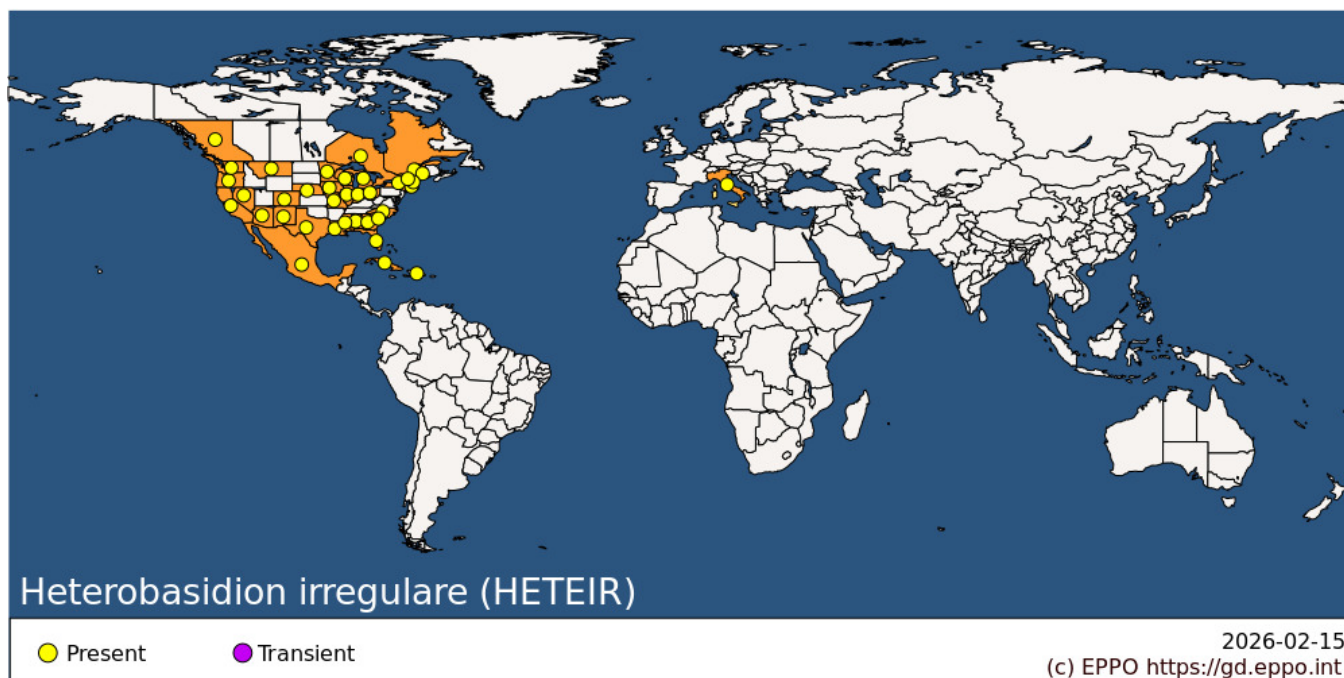 Heterobasidion irregulare (HETEIR)
Present
Transient
2026-02-15
(c) EPPO https://gd.eppo.int